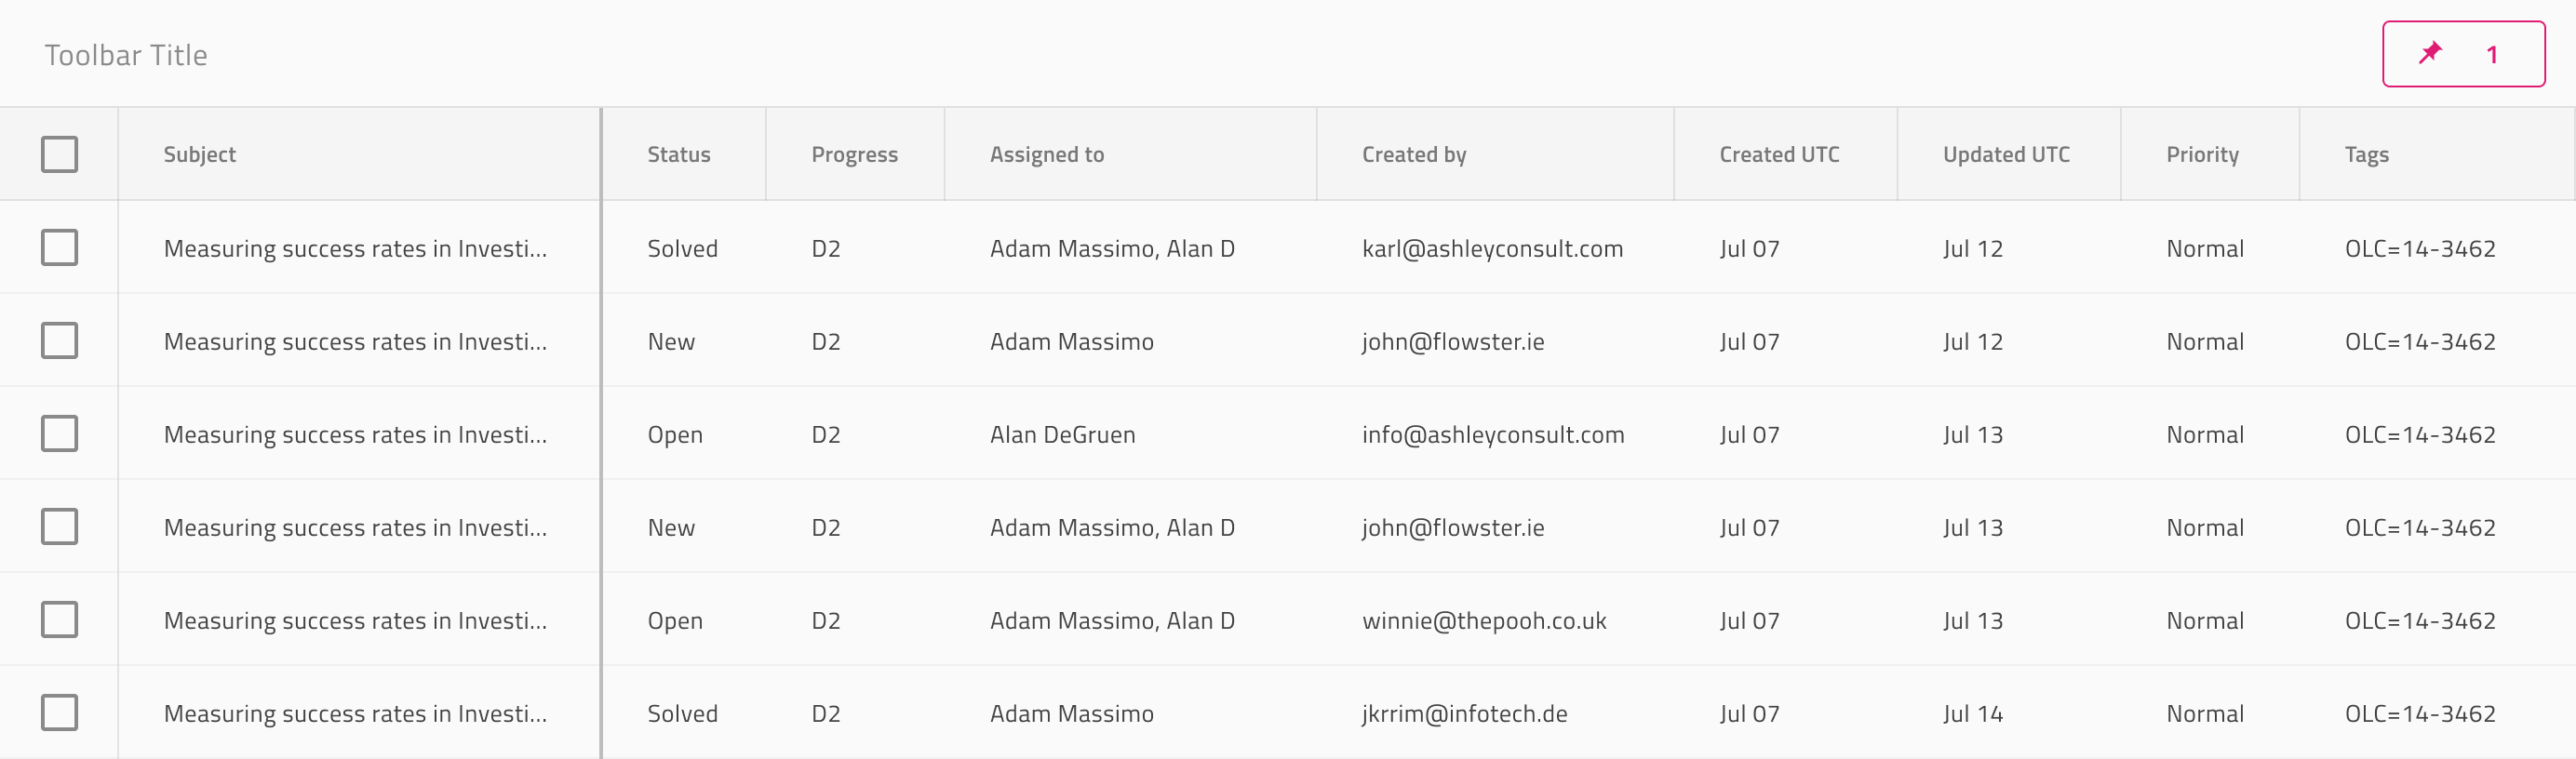 Toolbar Title 1
Subject Status Progress Assigned to Created by Created UTC Updated UTC Priority Tags
Measuring success rates in Investi... Solved D2 Adam Massimo, Alan D karl@ashleyconsult.com Jul 07 Jul 12 Normal OLC=14-3462
Measuring success rates in Investi... New D2 Adam Massimo john@flowster.ie Jul 07 Jul 12 Normal OLC=14-3462
Measuring success rates in Investi... Open D2 Alan DeGruen info@ashleyconsult.com Jul 07 Jul 13 Normal OLC=14-3462
Measuring success rates in Investi... New D2 Adam Massimo, Alan D john@flowster.ie Jul 07 Jul 13 Normal OLC=14-3462
Measuring success rates in Investi... Open D2 Adam Massimo, Alan D winnie@thepooh.co.uk Jul 07 Jul 13 Normal OLC=14-3462
Measuring success rates in Investi... Solved D2 Adam Massimo jkrrim@infotech.de Jul 07 Jul 14 Normal OLC=14-3462